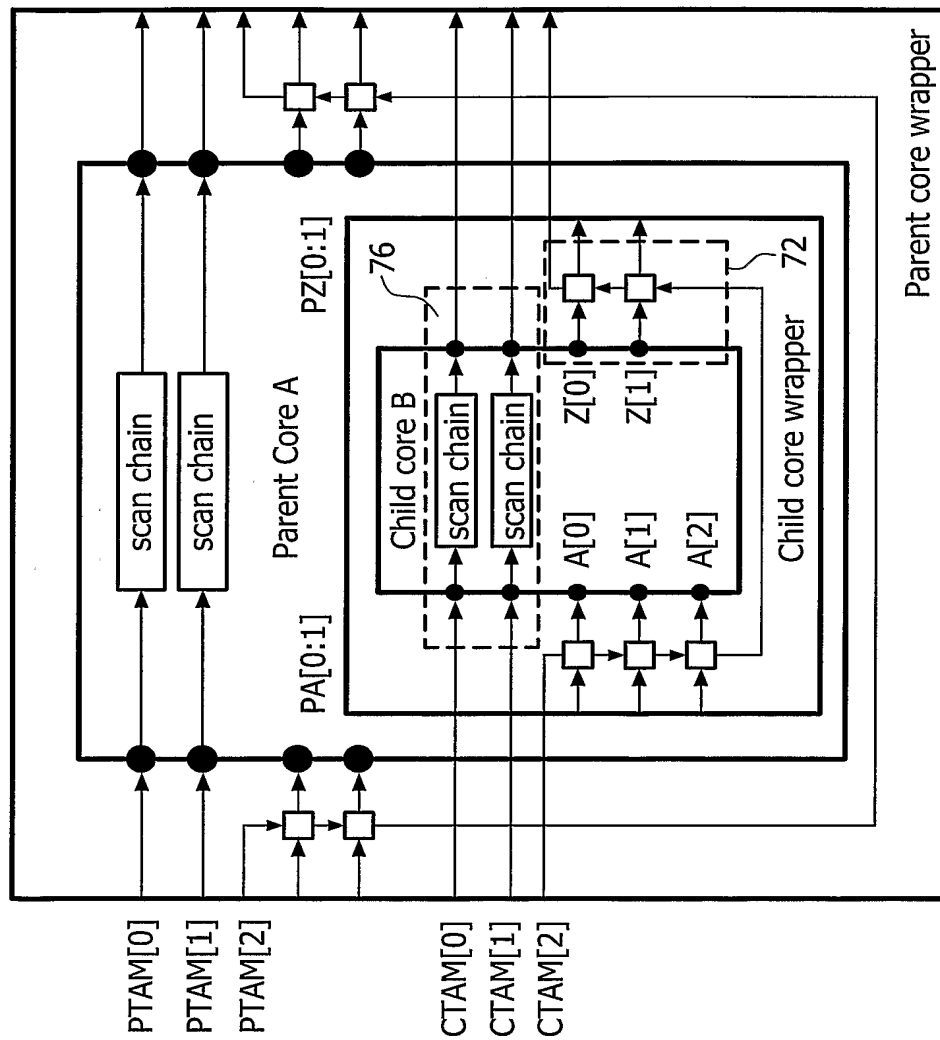 PTAM[0]
PTAM[1]
PTAM[2]
CTAM[0]
CTAM[1]
CTAM[2]
scan chain
scan chain
Parent Core A
PA[0:1]
PZ[0:1]
76
Child core B
scan chain
scan chain
A[0]
A[1]
A[2]
Z[0]
Z[1]
72
Child core wrapper
Parent core wrapper